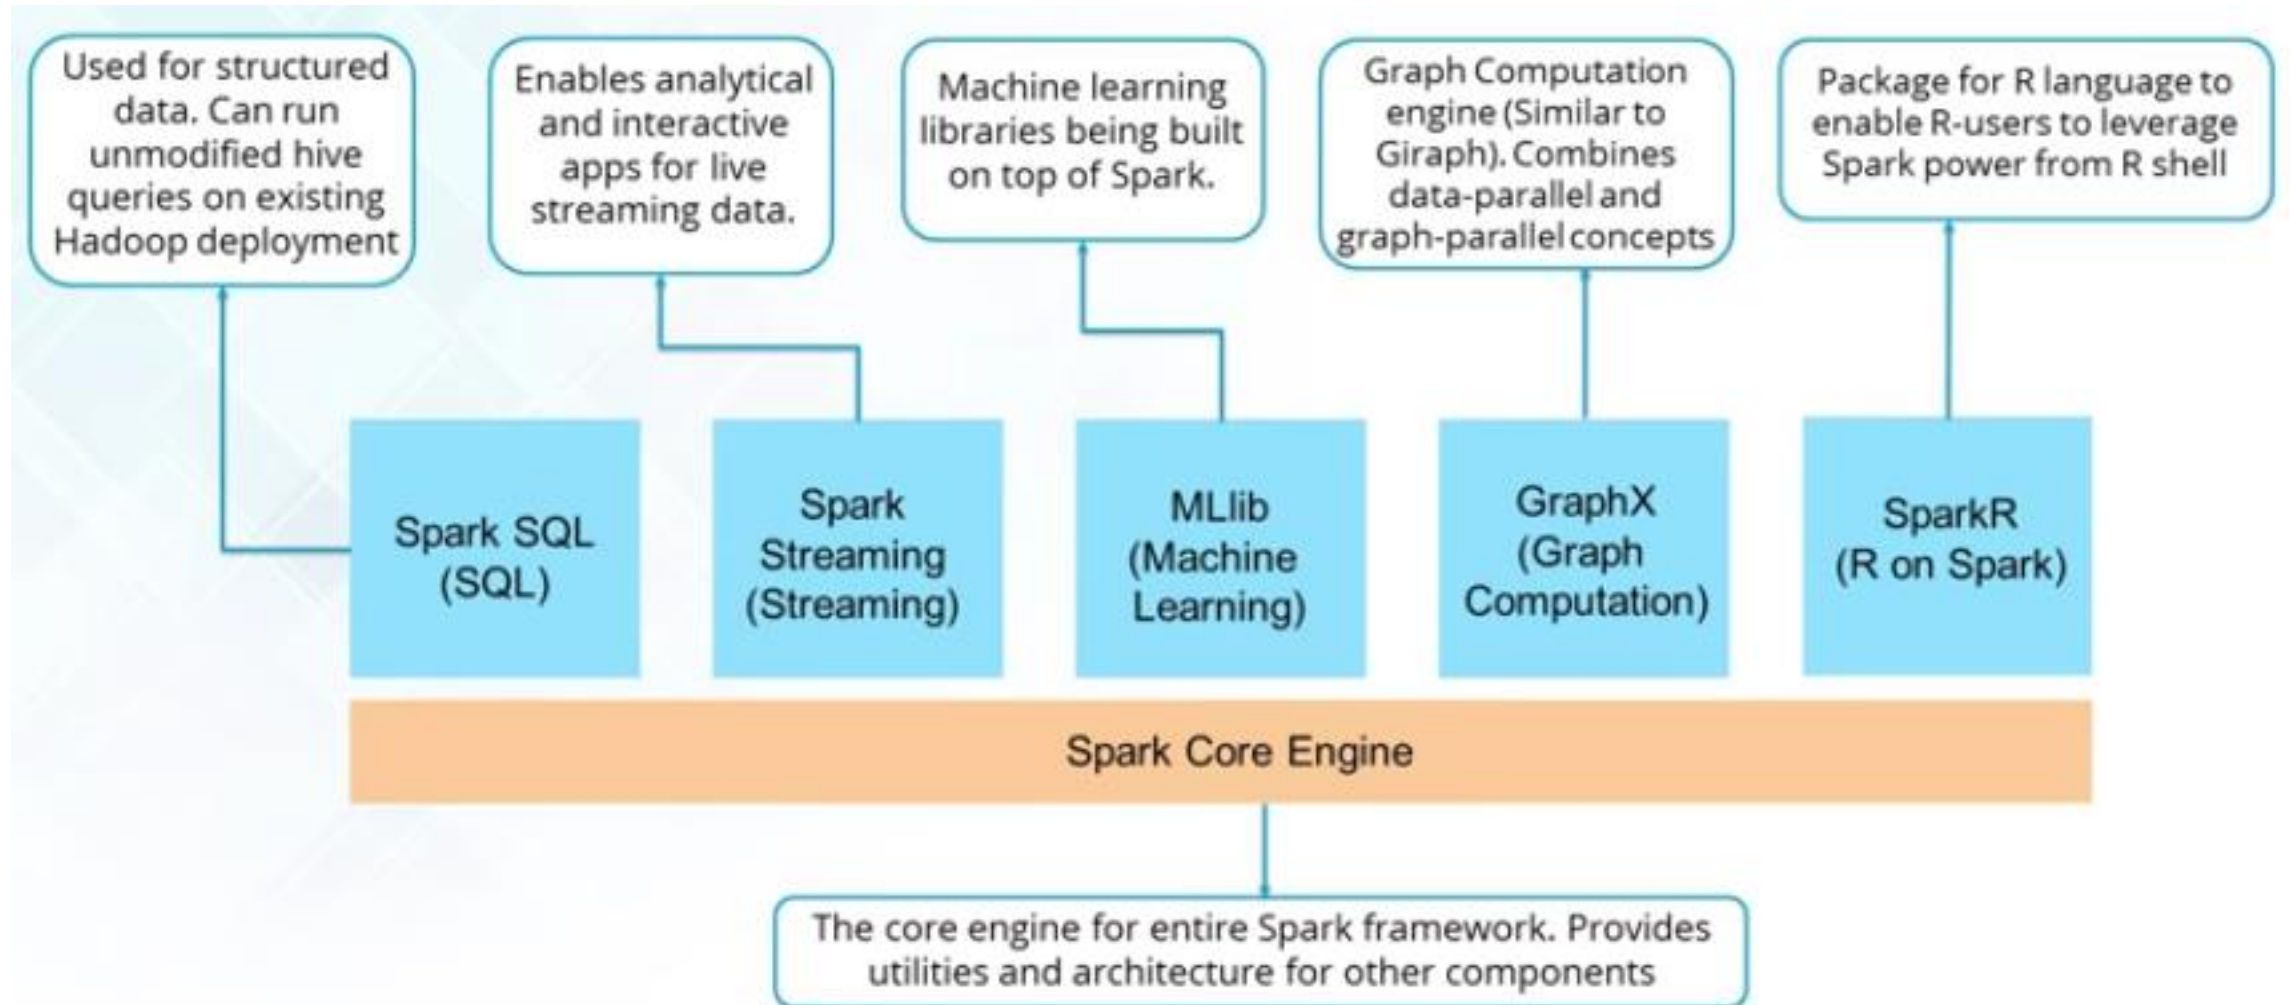 Used for structured
data. Can run
unmodified hive
queries on existing
Hadoop deployment
Enables analytical
and interactive
apps for live
streaming data.
Machine learning
libraries being built
on top of Spark.
Graph Computation
engine (Similar to
Giraph). Combines
data-parallel and
graph-parallel concepts
Package for R language to
enable R-users to leverage
Spark power from R shell
Spark SQL
(SQL)
Spark
Streaming
(Streaming)
MLlib
(Machine
Learning)
GraphX
(Graph
Computation)
SparkR
(R on Spark)
Spark Core Engine
The core engine for entire Spark framework. Provides
utilities and architecture for other components